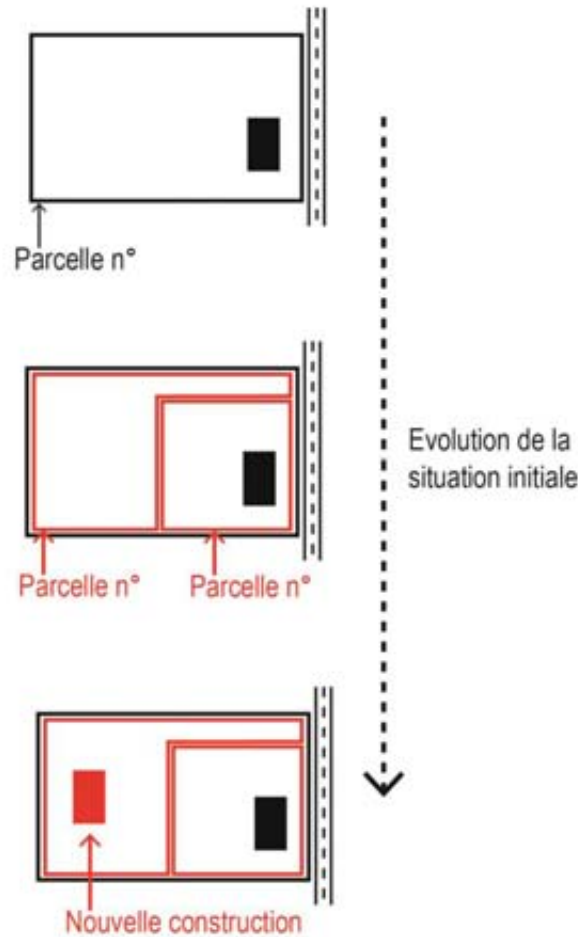 Parcelle n°
Evolution de la
situation initiale
Parcelle n°
Parcelle n°
Nouvelle construction